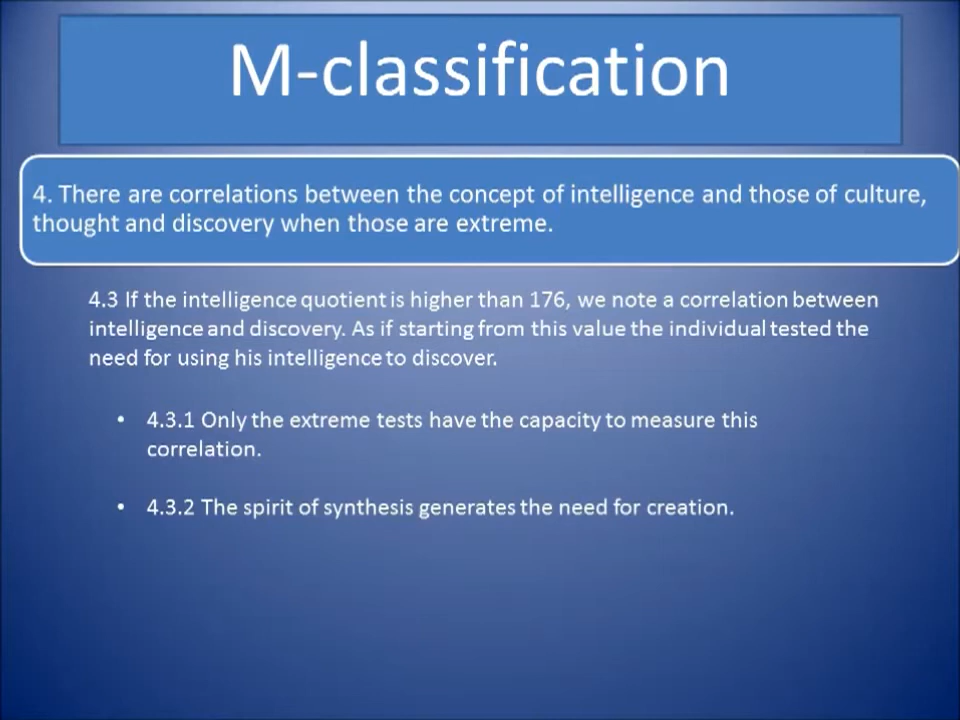 M-classification
4. There are correlations between the concept of intelligence and those of culture,
thought and discovery when those are extreme.
4.3 If the intelligence quotient is higher than 176, we note a correlation between
intelligence and discovery. As if starting from this value the individual tested the
need for using his intelligence to discover.
• 4.3.1 Only the extreme tests have the capacity to measure this
correlation.
• 4.3.2 The spirit of synthesis generates the need for creation.